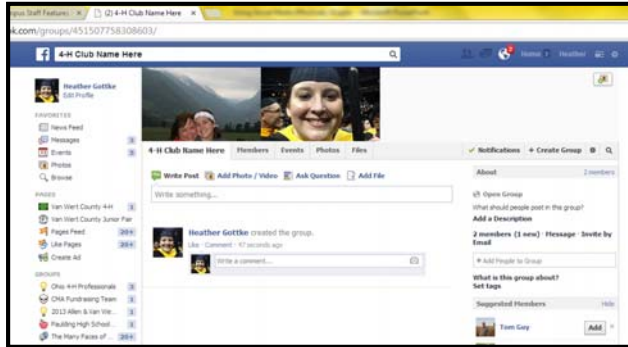 (2) 4-H Club Name Here
ok.com/groups/451507758308603/
4-H Club Name Here
Home
Heather
Heather Gottke
Edit Profile
FAVORITES
News Feed
Messages
Events
Photos
Browse
PAGES
Van Wert County 4-H
Van Wert County Junior Fair
Pages Feed 20+
Like Pages 20+
Create Ad
GROUPS
Ohio 4-H Professionals
CMA Fundraising Team 1
2013 Allen & Van We...
Paulding High School...
The Many Faces of ... 20+
4-H Club Name Here Members Events Photos Files
Notifications + Create Group
Write Post Add Photo / Video Ask Question Add File
Write something...
Heather Gottke created the group.
Like · Comment · 47 seconds ago
Write a comment...
About 2 members
Open Group
What should people post in this group?
Add a Description
2 members (1 new) · Message · Invite by
Email
+ Add People to Group
What is this group about?
Set tags
Suggested Members Hide
Tom Goy Add